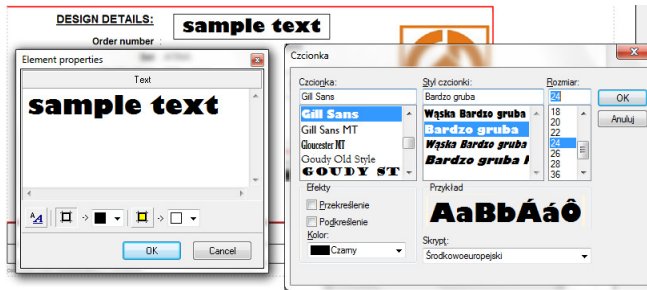 DESIGN DETAILS:
sample text
Order number :
Element properties
Text
sample text
OK
Cancel
Czcionka
Czcionka:
Gill Sans
Gill Sans
Gill Sans MT
Gloucester MT
Goudy Old Style
GOUDY ST
Styl czcionki:
Bardzo gruba
Wąska Bardzo gruba
Bardzo gruba
Wąska Bardzo gruba
Bardzo gruba
Rozmiar:
24
18
20
22
24
26
28
36
OK
Anuluj
Efekty
Przekreślenie
Podkreślenie
Kolor:
Czarny
Przykład
AaBbÁáÔ
Skrypt:
Środkowoeuropejski